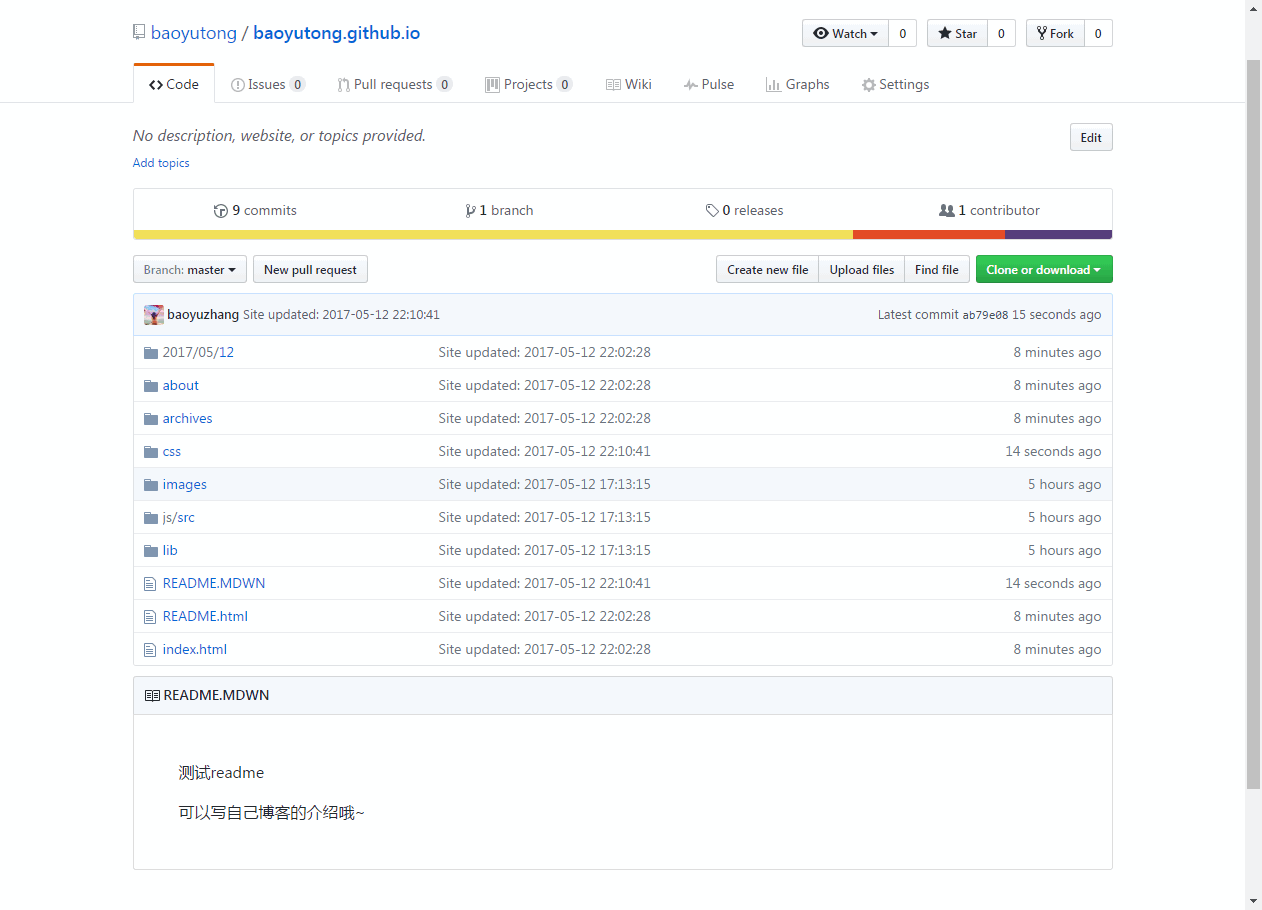 baoyutong / baoyutong.github.io Watch 0 Star 0 Fork 0
Code Issues 0 Pull requests 0 Projects 0 Wiki Pulse Graphs Settings
No description, website, or topics provided. Edit
Add topics
9 commits 1 branch 0 releases 1 contributor
Branch: master New pull request Create new file Upload files Find file Clone or download
baoyuzhang Site updated: 2017-05-12 22:10:41 Latest commit ab79e08 15 seconds ago
2017/05/12 Site updated: 2017-05-12 22:02:28 8 minutes ago
about Site updated: 2017-05-12 22:02:28 8 minutes ago
archives Site updated: 2017-05-12 22:02:28 8 minutes ago
css Site updated: 2017-05-12 22:10:41 14 seconds ago
images Site updated: 2017-05-12 17:13:15 5 hours ago
js/src Site updated: 2017-05-12 17:13:15 5 hours ago
lib Site updated: 2017-05-12 17:13:15 5 hours ago
README.MDWN Site updated: 2017-05-12 22:10:41 14 seconds ago
README.html Site updated: 2017-05-12 22:02:28 8 minutes ago
index.html Site updated: 2017-05-12 22:02:28 8 minutes ago
README.MDWN
测试readme
可以写自己博客的介绍哦~